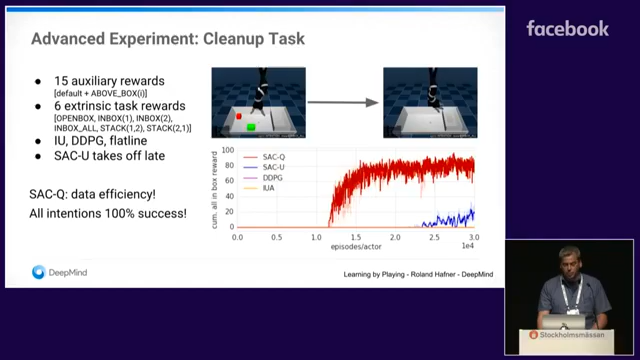 facebook
Advanced Experiment: Cleanup Task
● 15 auxiliary rewards
[default + ABOVE_BOX(i)]
● 6 extrinsic task rewards
[OPENBOX, INBOX(1), INBOX(2),
INBOX_ALL, STACK(1,2), STACK(2,1)]
● IU, DDPG, flatline
● SAC-U takes off late
SAC-Q: data efficiency!
All intentions 100% success!
cum. all in box reward
100
80
60
40
20
0
SAC-Q
SAC-U
DDPG
IUA
0.0 0.5 1.0 1.5 2.0 2.5 3.0
1e4
episodes/actor
DeepMind
Learning by Playing - Roland Hafner - DeepMind
Stockholmsmässan